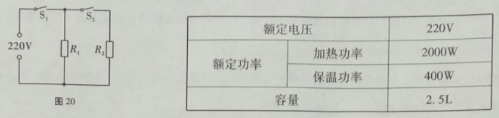 S₁
S₂
220V
R₁
R₂
图 20
额定电压
220V
额定功率
加热功率
2000W
保温功率
400W
容量
2. 5L